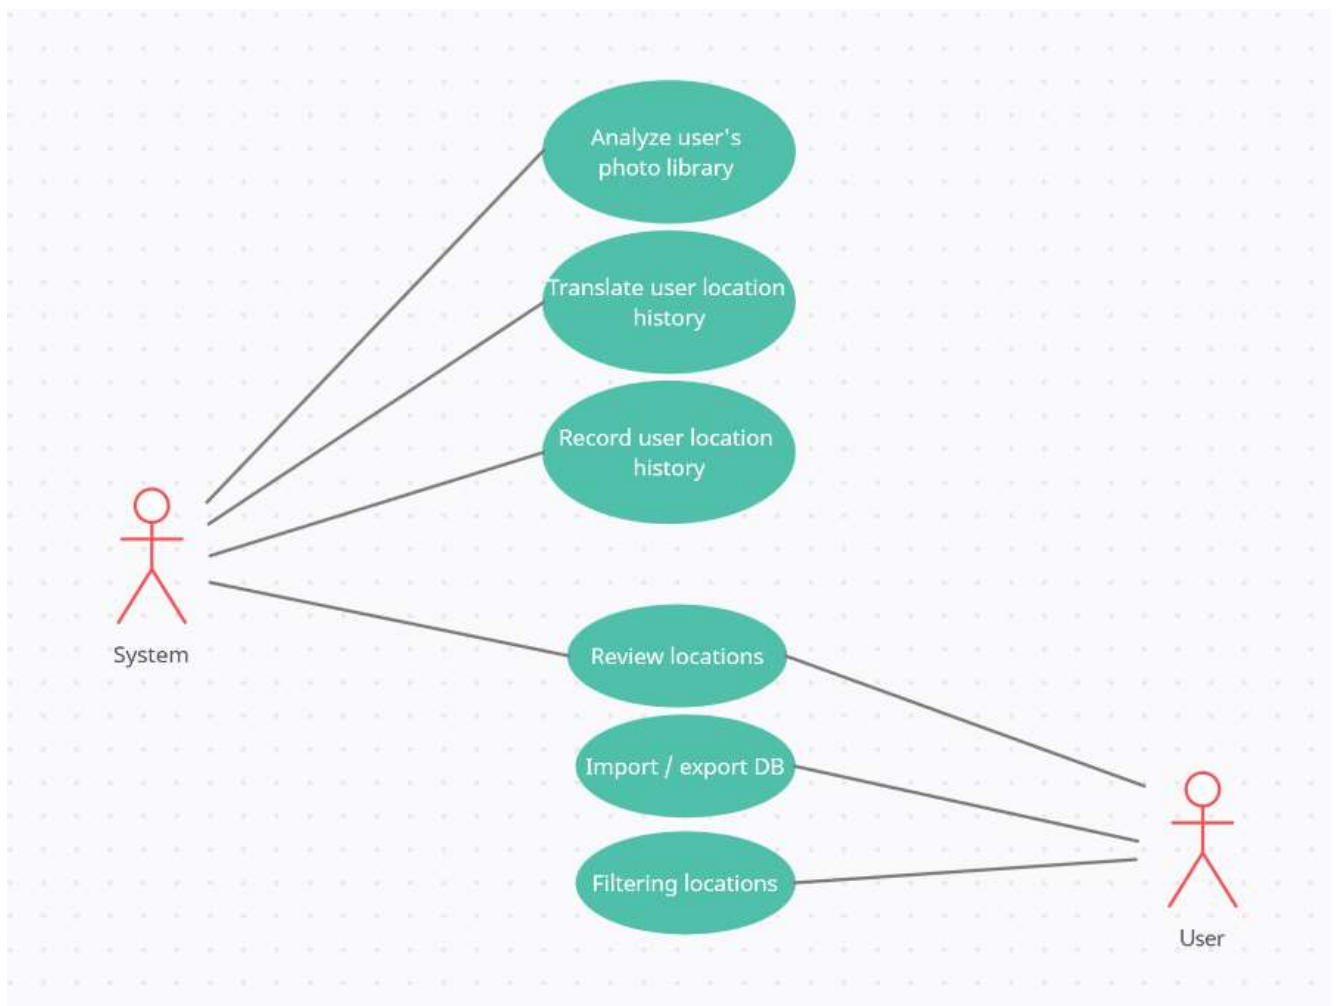 Analyze user's
photo library
Translate user location
history
Record user location
history
System
Review locations
Import / export DB
Filtering locations
User